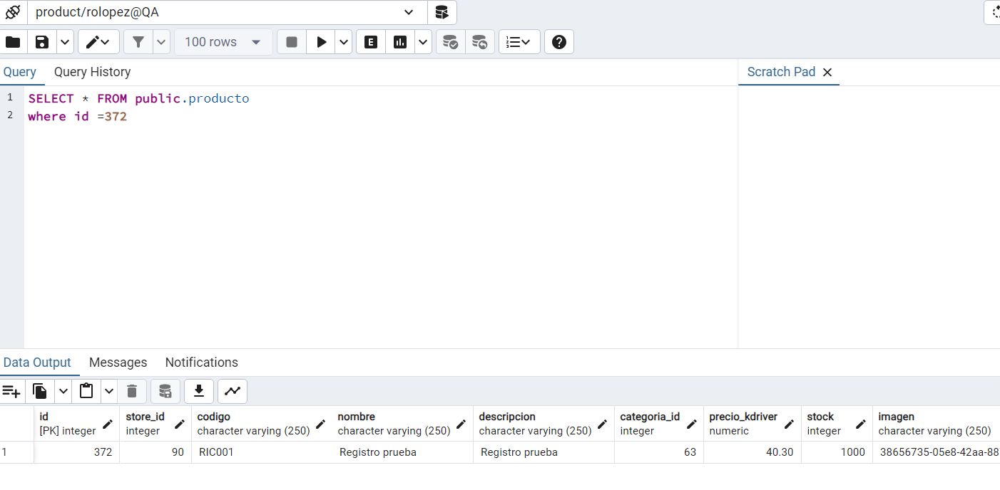 product/rolopez@QA
100 rows
E
Query Query History
Scratch Pad
1 SELECT * FROM public.producto
2 where id =372
Data Output Messages Notifications
id store_id codigo nombre descripcion categoria_id precio_kdriver stock imagen
[PK] integer integer character varying (250) character varying (250) character varying (250) integer numeric integer character varying (250)
1 372 90 RIC001 Registro prueba Registro prueba 63 40.30 1000 38656735-05e8-42aa-88